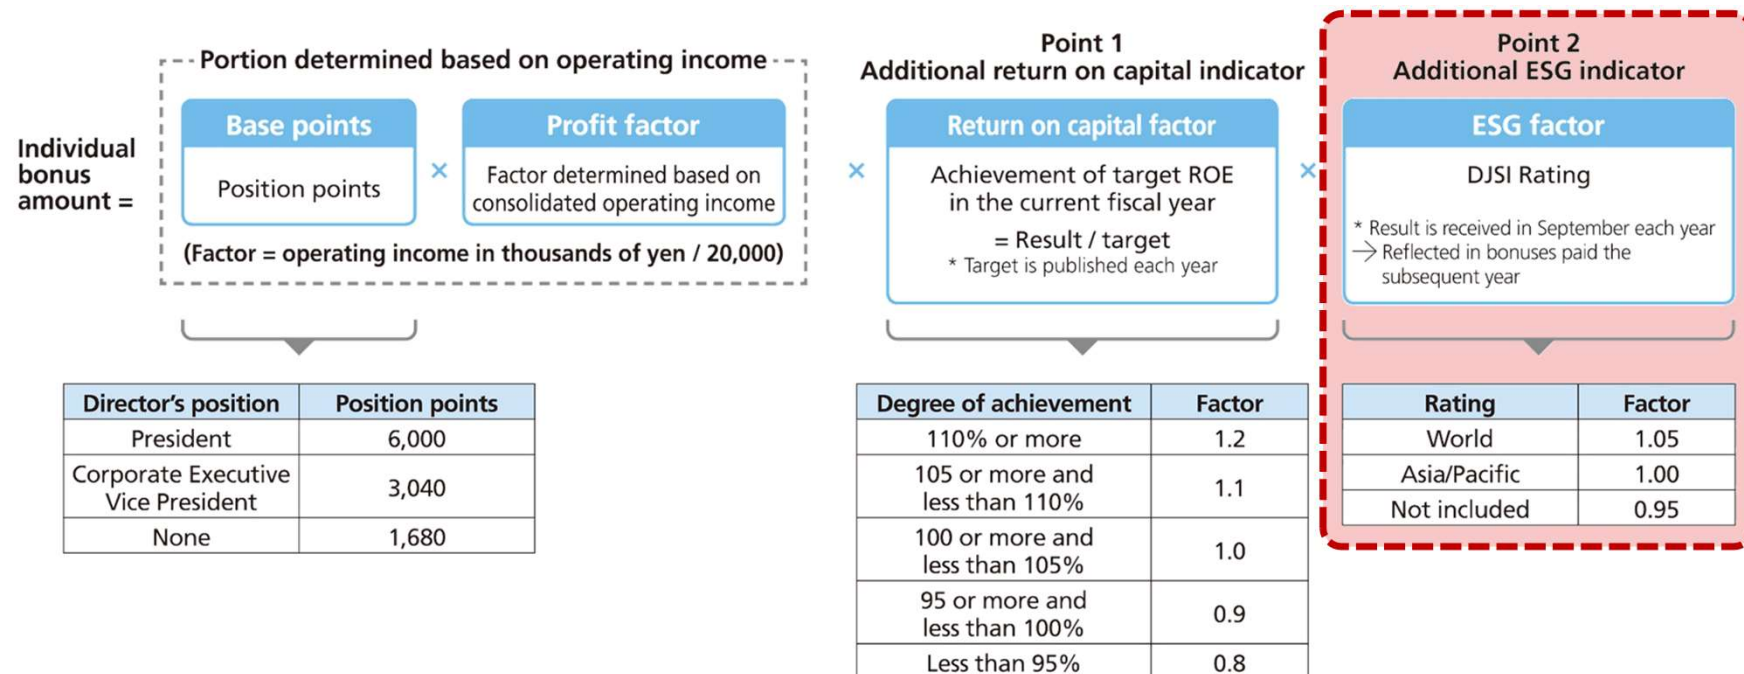 Individual
bonus
amount =
Portion determined based on operating income
Base points
Position points
×
Profit factor
Factor determined based on
consolidated operating income
(Factor = operating income in thousands of yen / 20,000)
×
Point 1
Additional return on capital indicator
Return on capital factor
Achievement of target ROE
in the current fiscal year
= Result / target
* Target is published each year
×
Point 2
Additional ESG indicator
ESG factor
DJSI Rating
* Result is received in September each year
→ Reflected in bonuses paid the
subsequent year
Director's position Position points
President 6,000
Corporate Executive
Vice President 3,040
None 1,680
Degree of achievement Factor
110% or more 1.2
105 or more and
less than 110% 1.1
100 or more and
less than 105% 1.0
95 or more and
less than 100% 0.9
Less than 95% 0.8
Rating Factor
World 1.05
Asia/Pacific 1.00
Not included 0.95